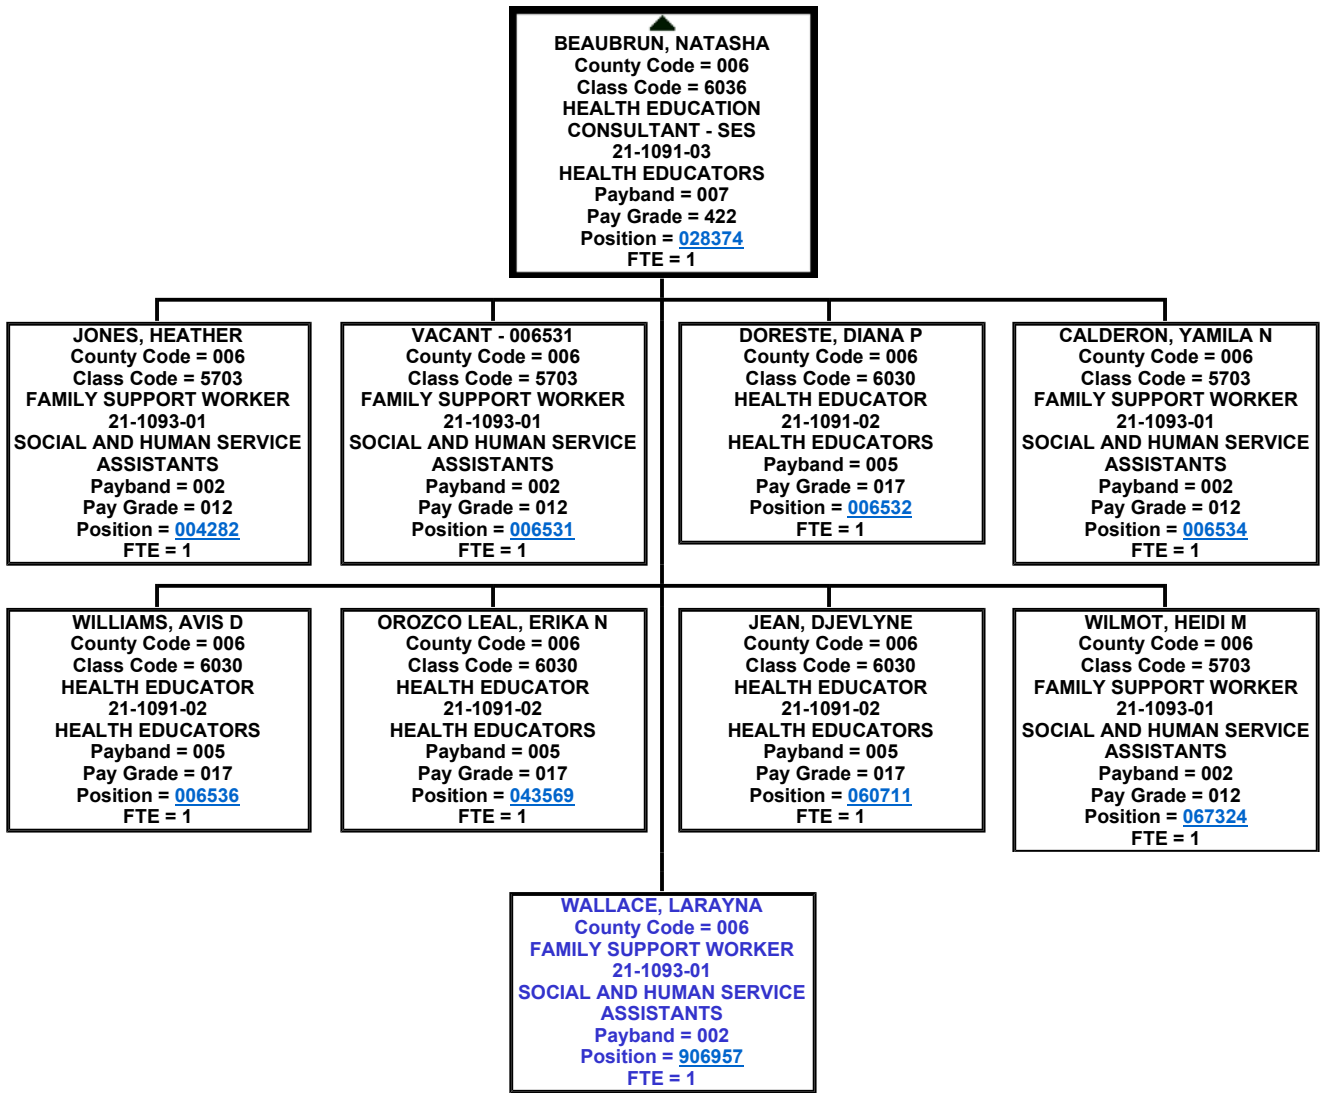 BEAUBRUN, NATASHA
County Code = 006
Class Code = 6036
HEALTH EDUCATION
CONSULTANT - SES
21-1091-03
HEALTH EDUCATORS
Payband = 007
Pay Grade = 422
Position = 028374
FTE = 1
JONES, HEATHER
County Code = 006
Class Code = 5703
FAMILY SUPPORT WORKER
21-1093-01
SOCIAL AND HUMAN SERVICE
ASSISTANTS
Payband = 002
Pay Grade = 012
Position = 004282
FTE = 1
VACANT - 006531
County Code = 006
Class Code = 5703
FAMILY SUPPORT WORKER
21-1093-01
SOCIAL AND HUMAN SERVICE
ASSISTANTS
Payband = 002
Pay Grade = 012
Position = 006531
FTE = 1
DORESTE, DIANA P
County Code = 006
Class Code = 6030
HEALTH EDUCATOR
21-1091-02
HEALTH EDUCATORS
Payband = 005
Pay Grade = 017
Position = 006532
FTE = 1
CALDERON, YAMILA N
County Code = 006
Class Code = 5703
FAMILY SUPPORT WORKER
21-1093-01
SOCIAL AND HUMAN SERVICE
ASSISTANTS
Payband = 002
Pay Grade = 012
Position = 006534
FTE = 1
WILLIAMS, AVIS D
County Code = 006
Class Code = 6030
HEALTH EDUCATOR
21-1091-02
HEALTH EDUCATORS
Payband = 005
Pay Grade = 017
Position = 006536
FTE = 1
OROZCO LEAL, ERIKA N
County Code = 006
Class Code = 6030
HEALTH EDUCATOR
21-1091-02
HEALTH EDUCATORS
Payband = 005
Pay Grade = 017
Position = 043569
FTE = 1
JEAN, DJEVLYNE
County Code = 006
Class Code = 6030
HEALTH EDUCATOR
21-1091-02
HEALTH EDUCATORS
Payband = 005
Pay Grade = 017
Position = 060711
FTE = 1
WILMOT, HEIDI M
County Code = 006
Class Code = 5703
FAMILY SUPPORT WORKER
21-1093-01
SOCIAL AND HUMAN SERVICE
ASSISTANTS
Payband = 002
Pay Grade = 012
Position = 067324
FTE = 1
WALLACE, LARAYNA
County Code = 006
FAMILY SUPPORT WORKER
21-1093-01
SOCIAL AND HUMAN SERVICE
ASSISTANTS
Payband = 002
Position = 906957
FTE = 1